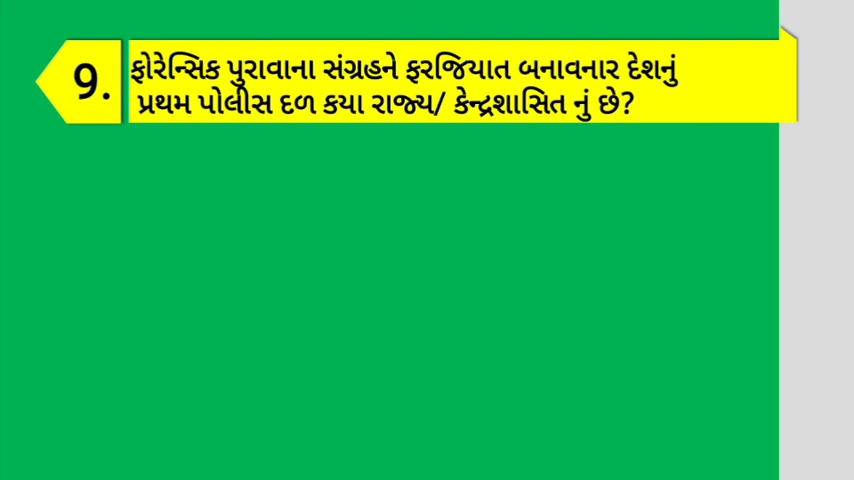 9. ફોરેન્સિક પુરાવાના સંગ્રહને ફરજિયાત બનાવનાર દેશનું
પ્રથમ પોલીસ દળ કયા રાજ્ય/ કેન્દ્રશાસિત નું છે?